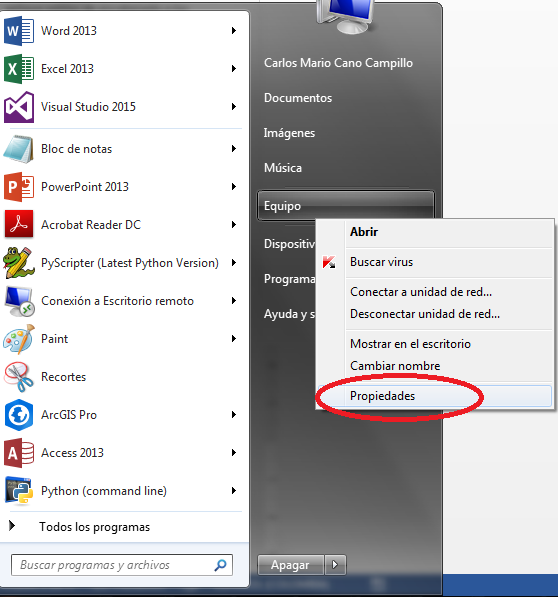 Word 2013
Excel 2013
Visual Studio 2015
Bloc de notas
PowerPoint 2013
Acrobat Reader DC
PyScripter (Latest Python Version)
Conexión a Escritorio remoto
Paint
Recortes
ArcGIS Pro
Access 2013
Python (command line)
Todos los programas
Buscar programas y archivos
Carlos Mario Cano Campillo
Documentos
Imágenes
Música
Equipo
Dispositiv
Programa
Ayuda y s
Apagar
Abrir
Buscar virus
Conectar a unidad de red...
Desconectar unidad de red...
Mostrar en el escritorio
Cambiar nombre
Propiedades